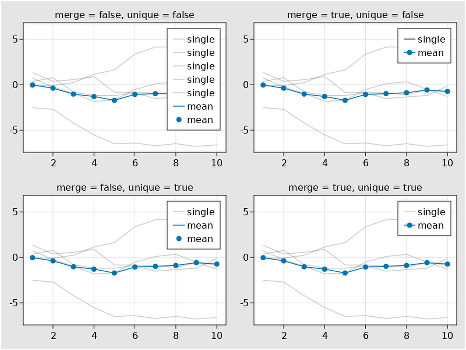 merge = false, unique = false
5
0
-5
2
4
6
8
10
single
single
single
single
single
mean
mean
merge = true, unique = false
5
0
-5
2
4
6
8
10
single
mean
merge = false, unique = true
5
0
-5
2
4
6
8
10
single
mean
mean
merge = true, unique = true
5
0
-5
2
4
6
8
10
single
mean